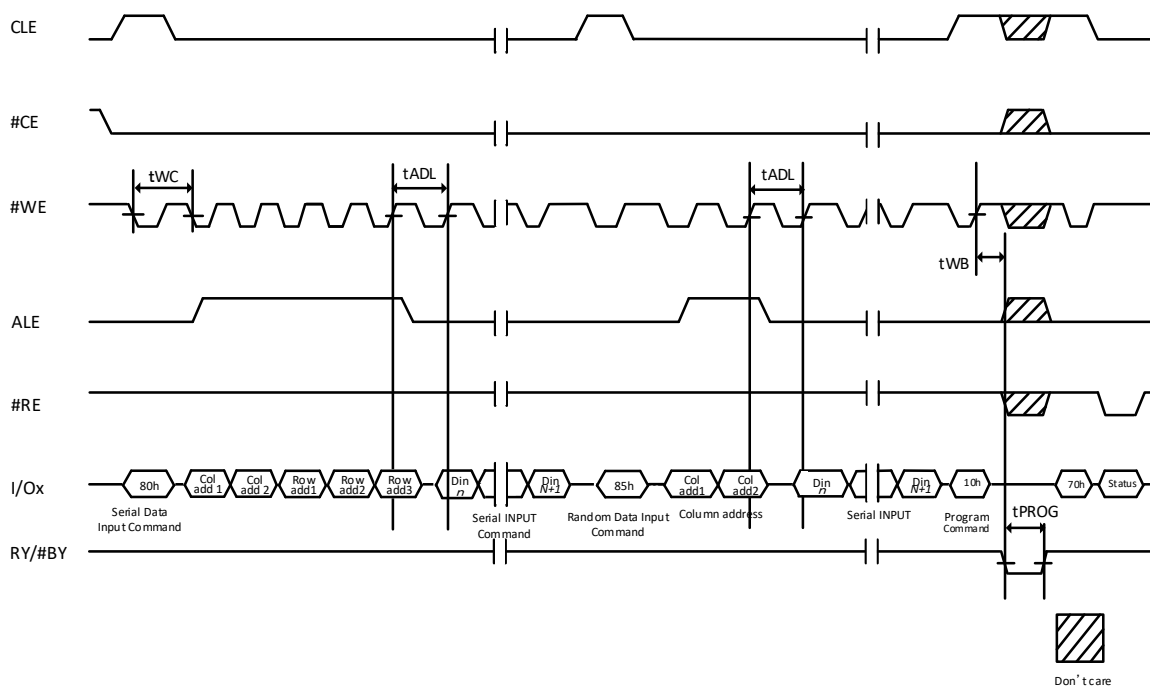 CLE
#CE
tWC
tADL
tADL
#WE
tWB
ALE
#RE
I/Ox
80h
Col add 1
Col add 2
Row add1
Row add2
Row add3
Din n
Din N+1
85h
Col add1
Col add2
Din n
Din N+1
10h
70h
Status
Serial Data
Input Command
Serial INPUT
Command
Random Data Input
Command
Column address
Serial INPUT
Program
Command
tPROG
RY/#BY
Don't care